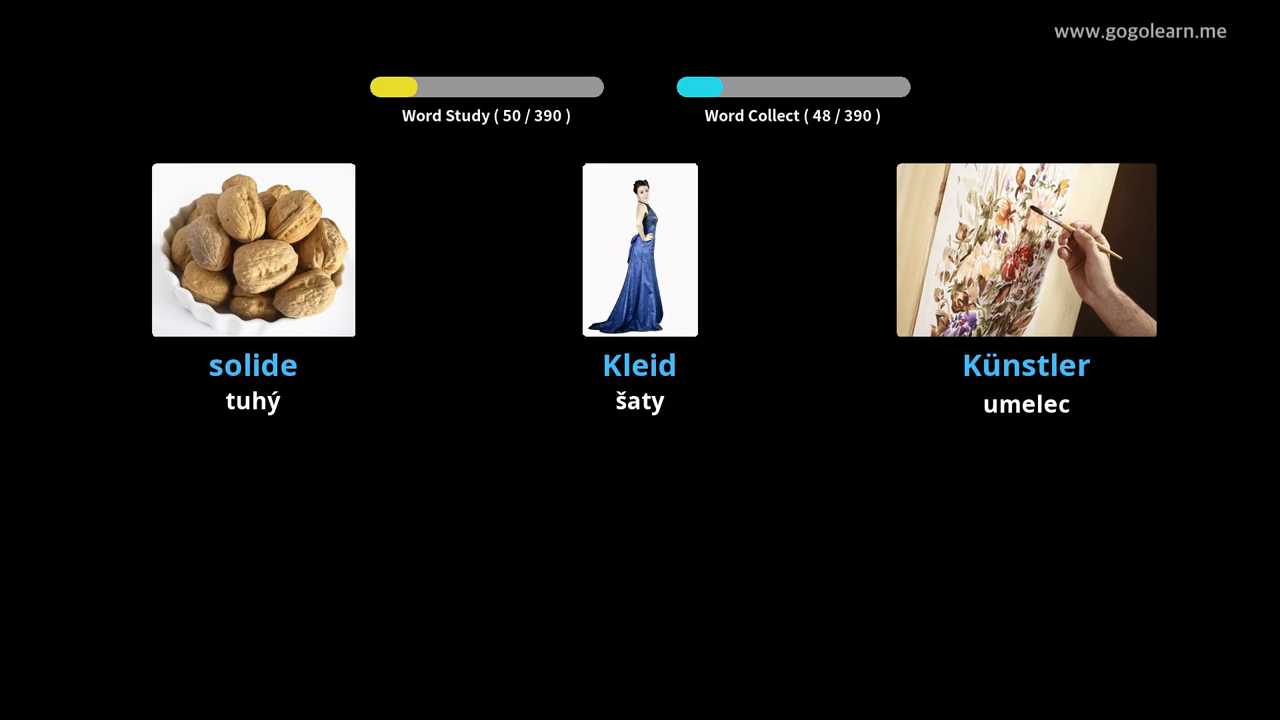 www.gogolearn.me
Word Study ( 50 / 390 )
Word Collect ( 48 / 390 )
solide
tuhý
Kleid
šaty
Künstler
umelec